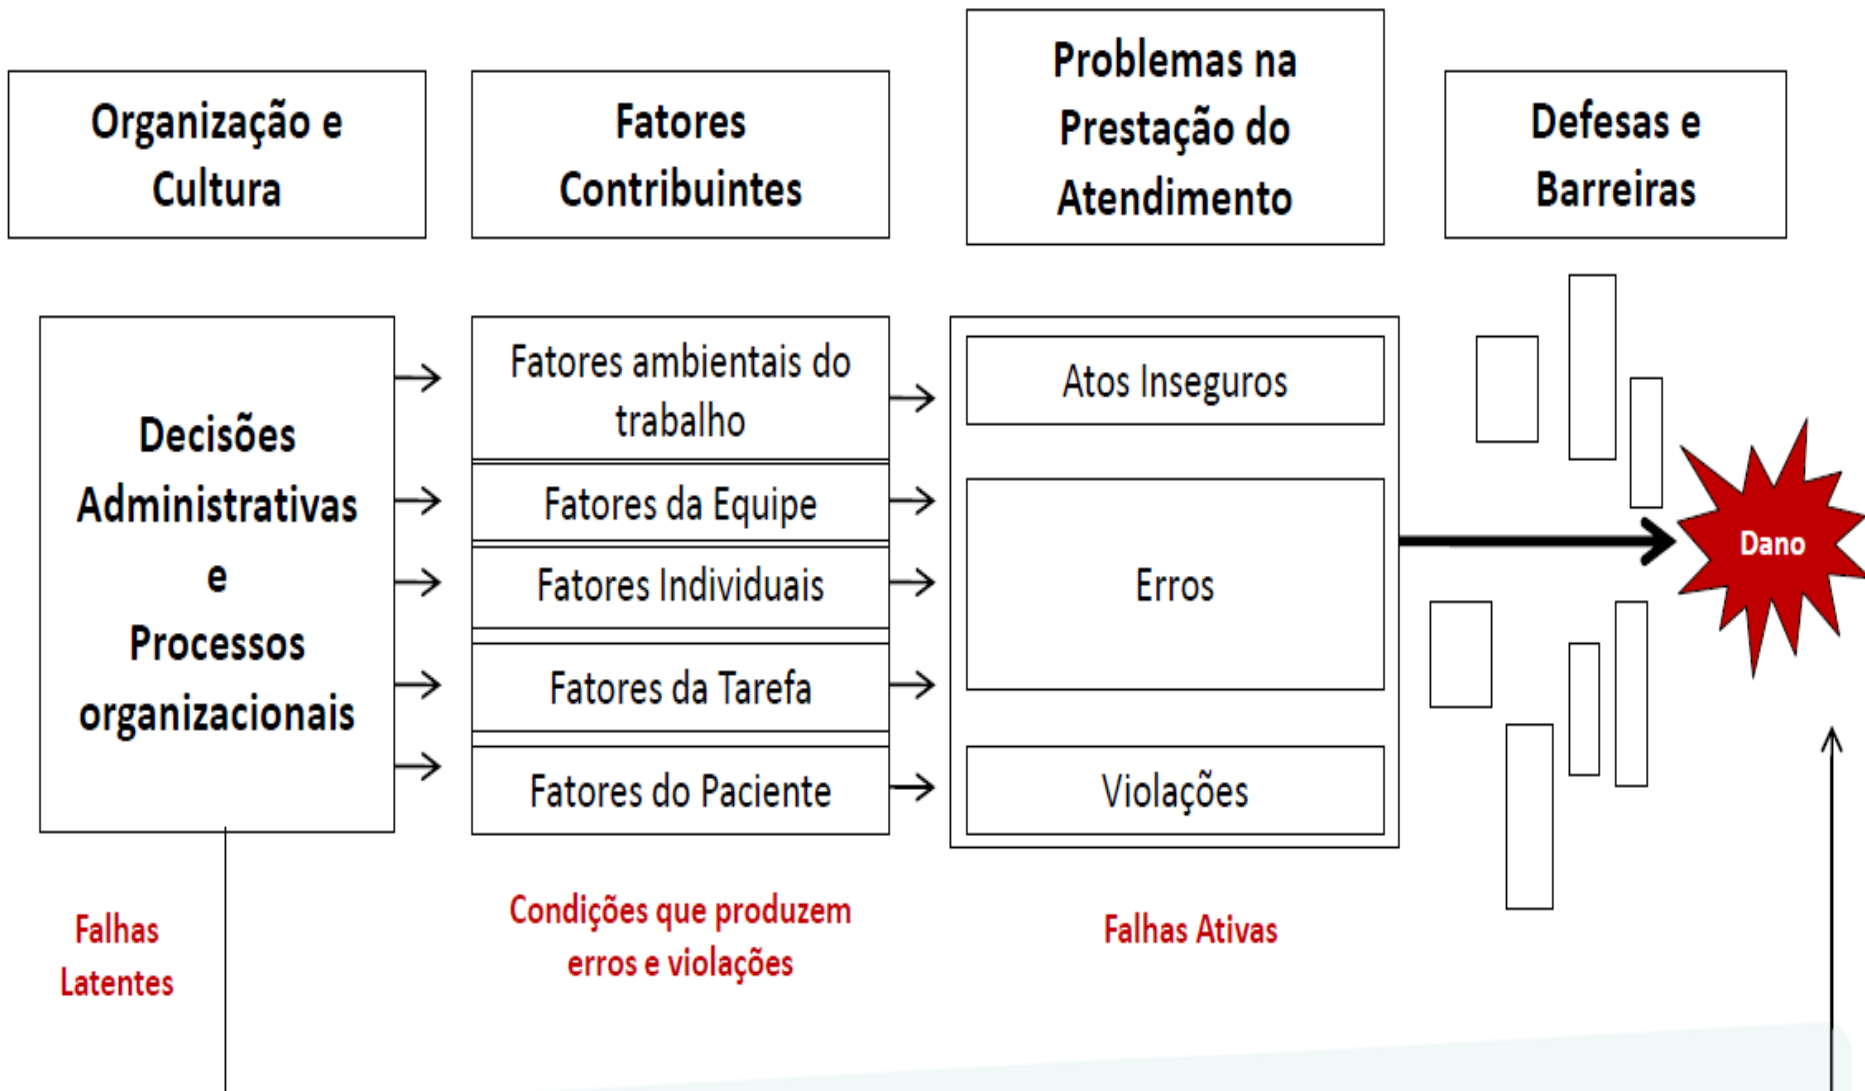 Organização e
Cultura
Fatores
Contribuintes
Problemas na
Prestação do
Atendimento
Defesas e
Barreiras
Decisões
Administrativas
e
Processos
organizacionais
Fatores ambientais do
trabalho
Fatores da Equipe
Fatores Individuais
Fatores da Tarefa
Fatores do Paciente
Atos Inseguros
Erros
Violações
Dano
Falhas
Latentes
Condições que produzem
erros e violações
Falhas Ativas